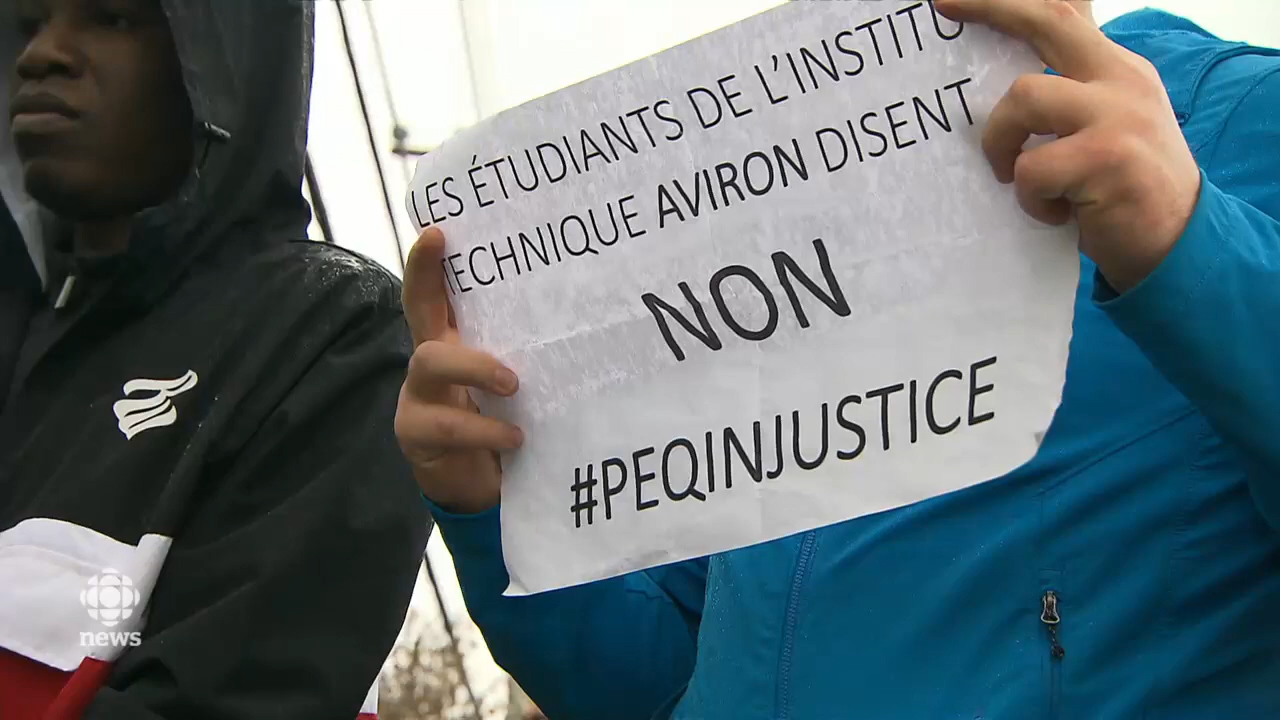 LES ÉTUDIANTS DE L'INSTITU
TECHNIQUE AVIRON DISENT
NON
#PEQINJUSTICE
news